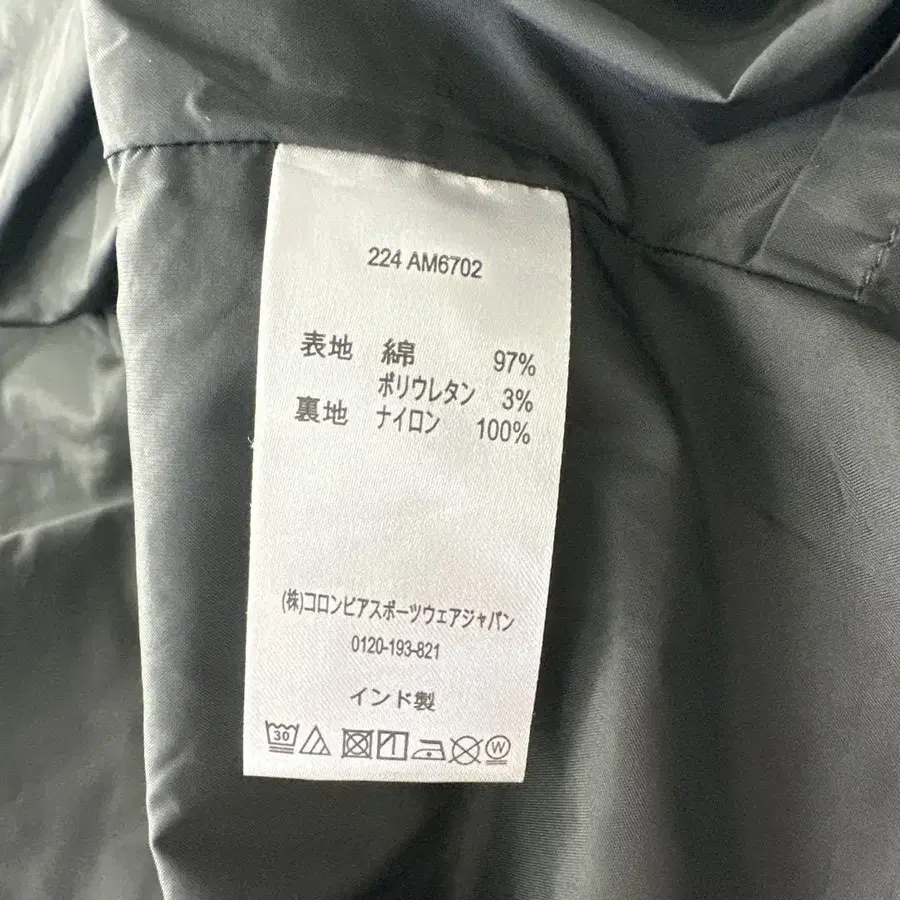 224 AM6702
表地 綿 97%
ポリウレタン 3%
裏地 ナイロン 100%
(株)コロンビアスポーツウェアジャパン
0120-193-821
インド製
30 W